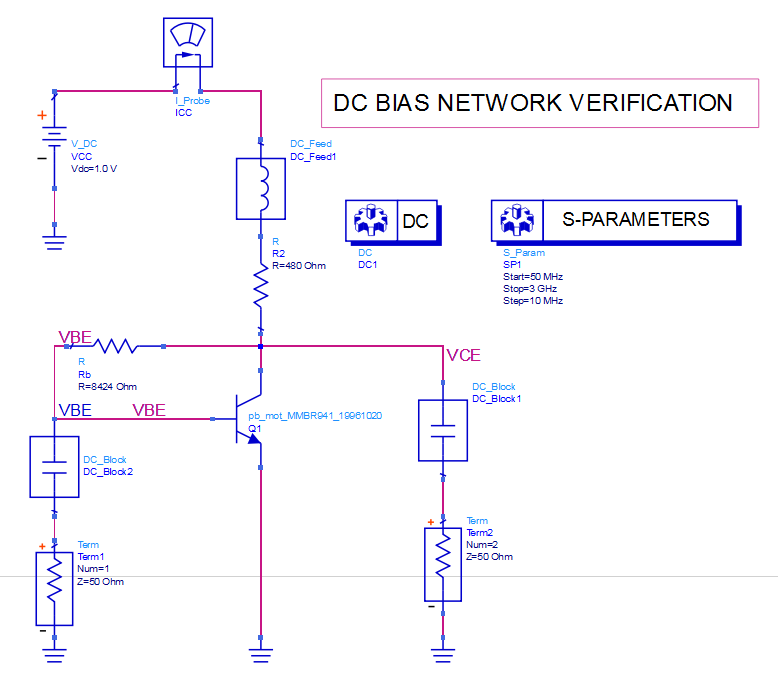 DC BIAS NETWORK VERIFICATION
I_Probe
ICC
+
V_DC
VCC
Vdc=1.0 V
-
DC_Feed
DC_Feed1
DC
DC
DC1
S-PARAMETERS
S_Param
SP1
Start=50 MHz
Stop=3 GHz
Step=10 MHz
R
R2
R=480 Ohm
VBE
R
Rb
R=8424 Ohm
VCE
VBE
VBE
pb_mot_MMBR941_19961020
Q1
DC_Block
DC_Block1
DC_Block
DC_Block2
+
Term
Term1
Num=1
Z=50 Ohm
-
+
Term
Term2
Num=2
Z=50 Ohm
-